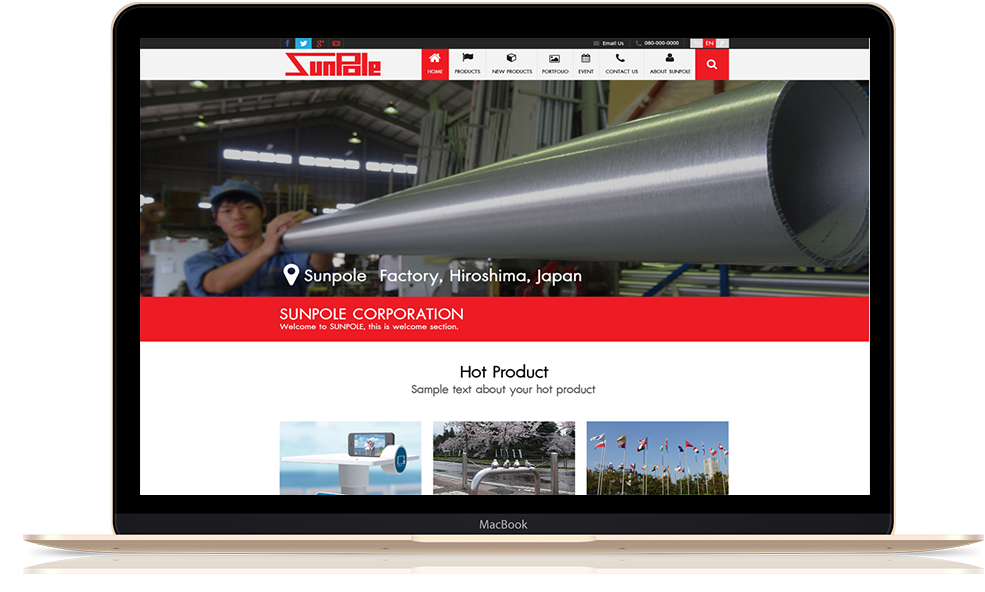 Email Us
080-000-0000
EN
SunPole
HOME
PRODUCTS
NEW PRODUCTS
PORTFOLIO
EVENT
CONTACT US
ABOUT SUNPOLE
Sunpole Factory, Hiroshima, Japan
SUNPOLE CORPORATION
Welcome to SUNPOLE, this is welcome section.
Hot Product
Sample text about your hot product
MacBook